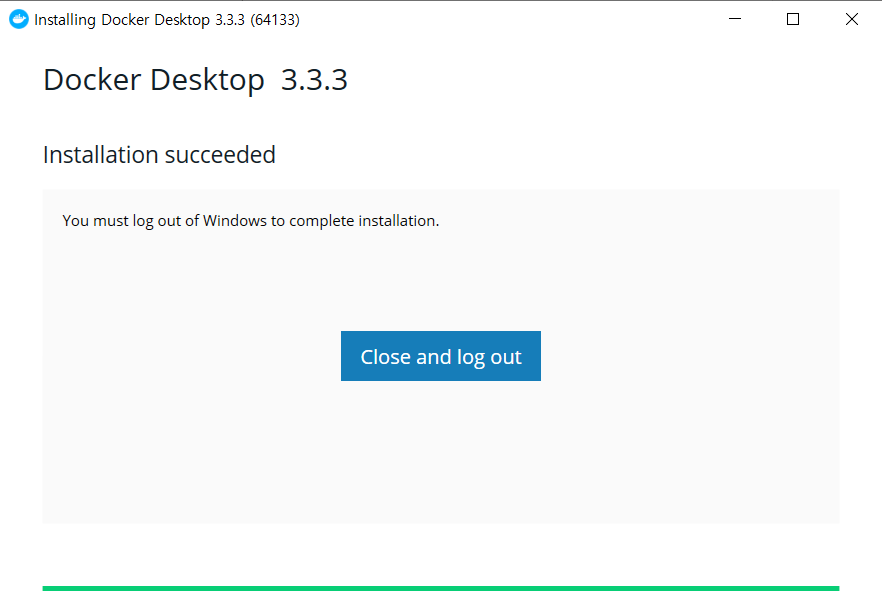 Installing Docker Desktop 3.3.3 (64133)
Docker Desktop 3.3.3
Installation succeeded
You must log out of Windows to complete installation.
Close and log out